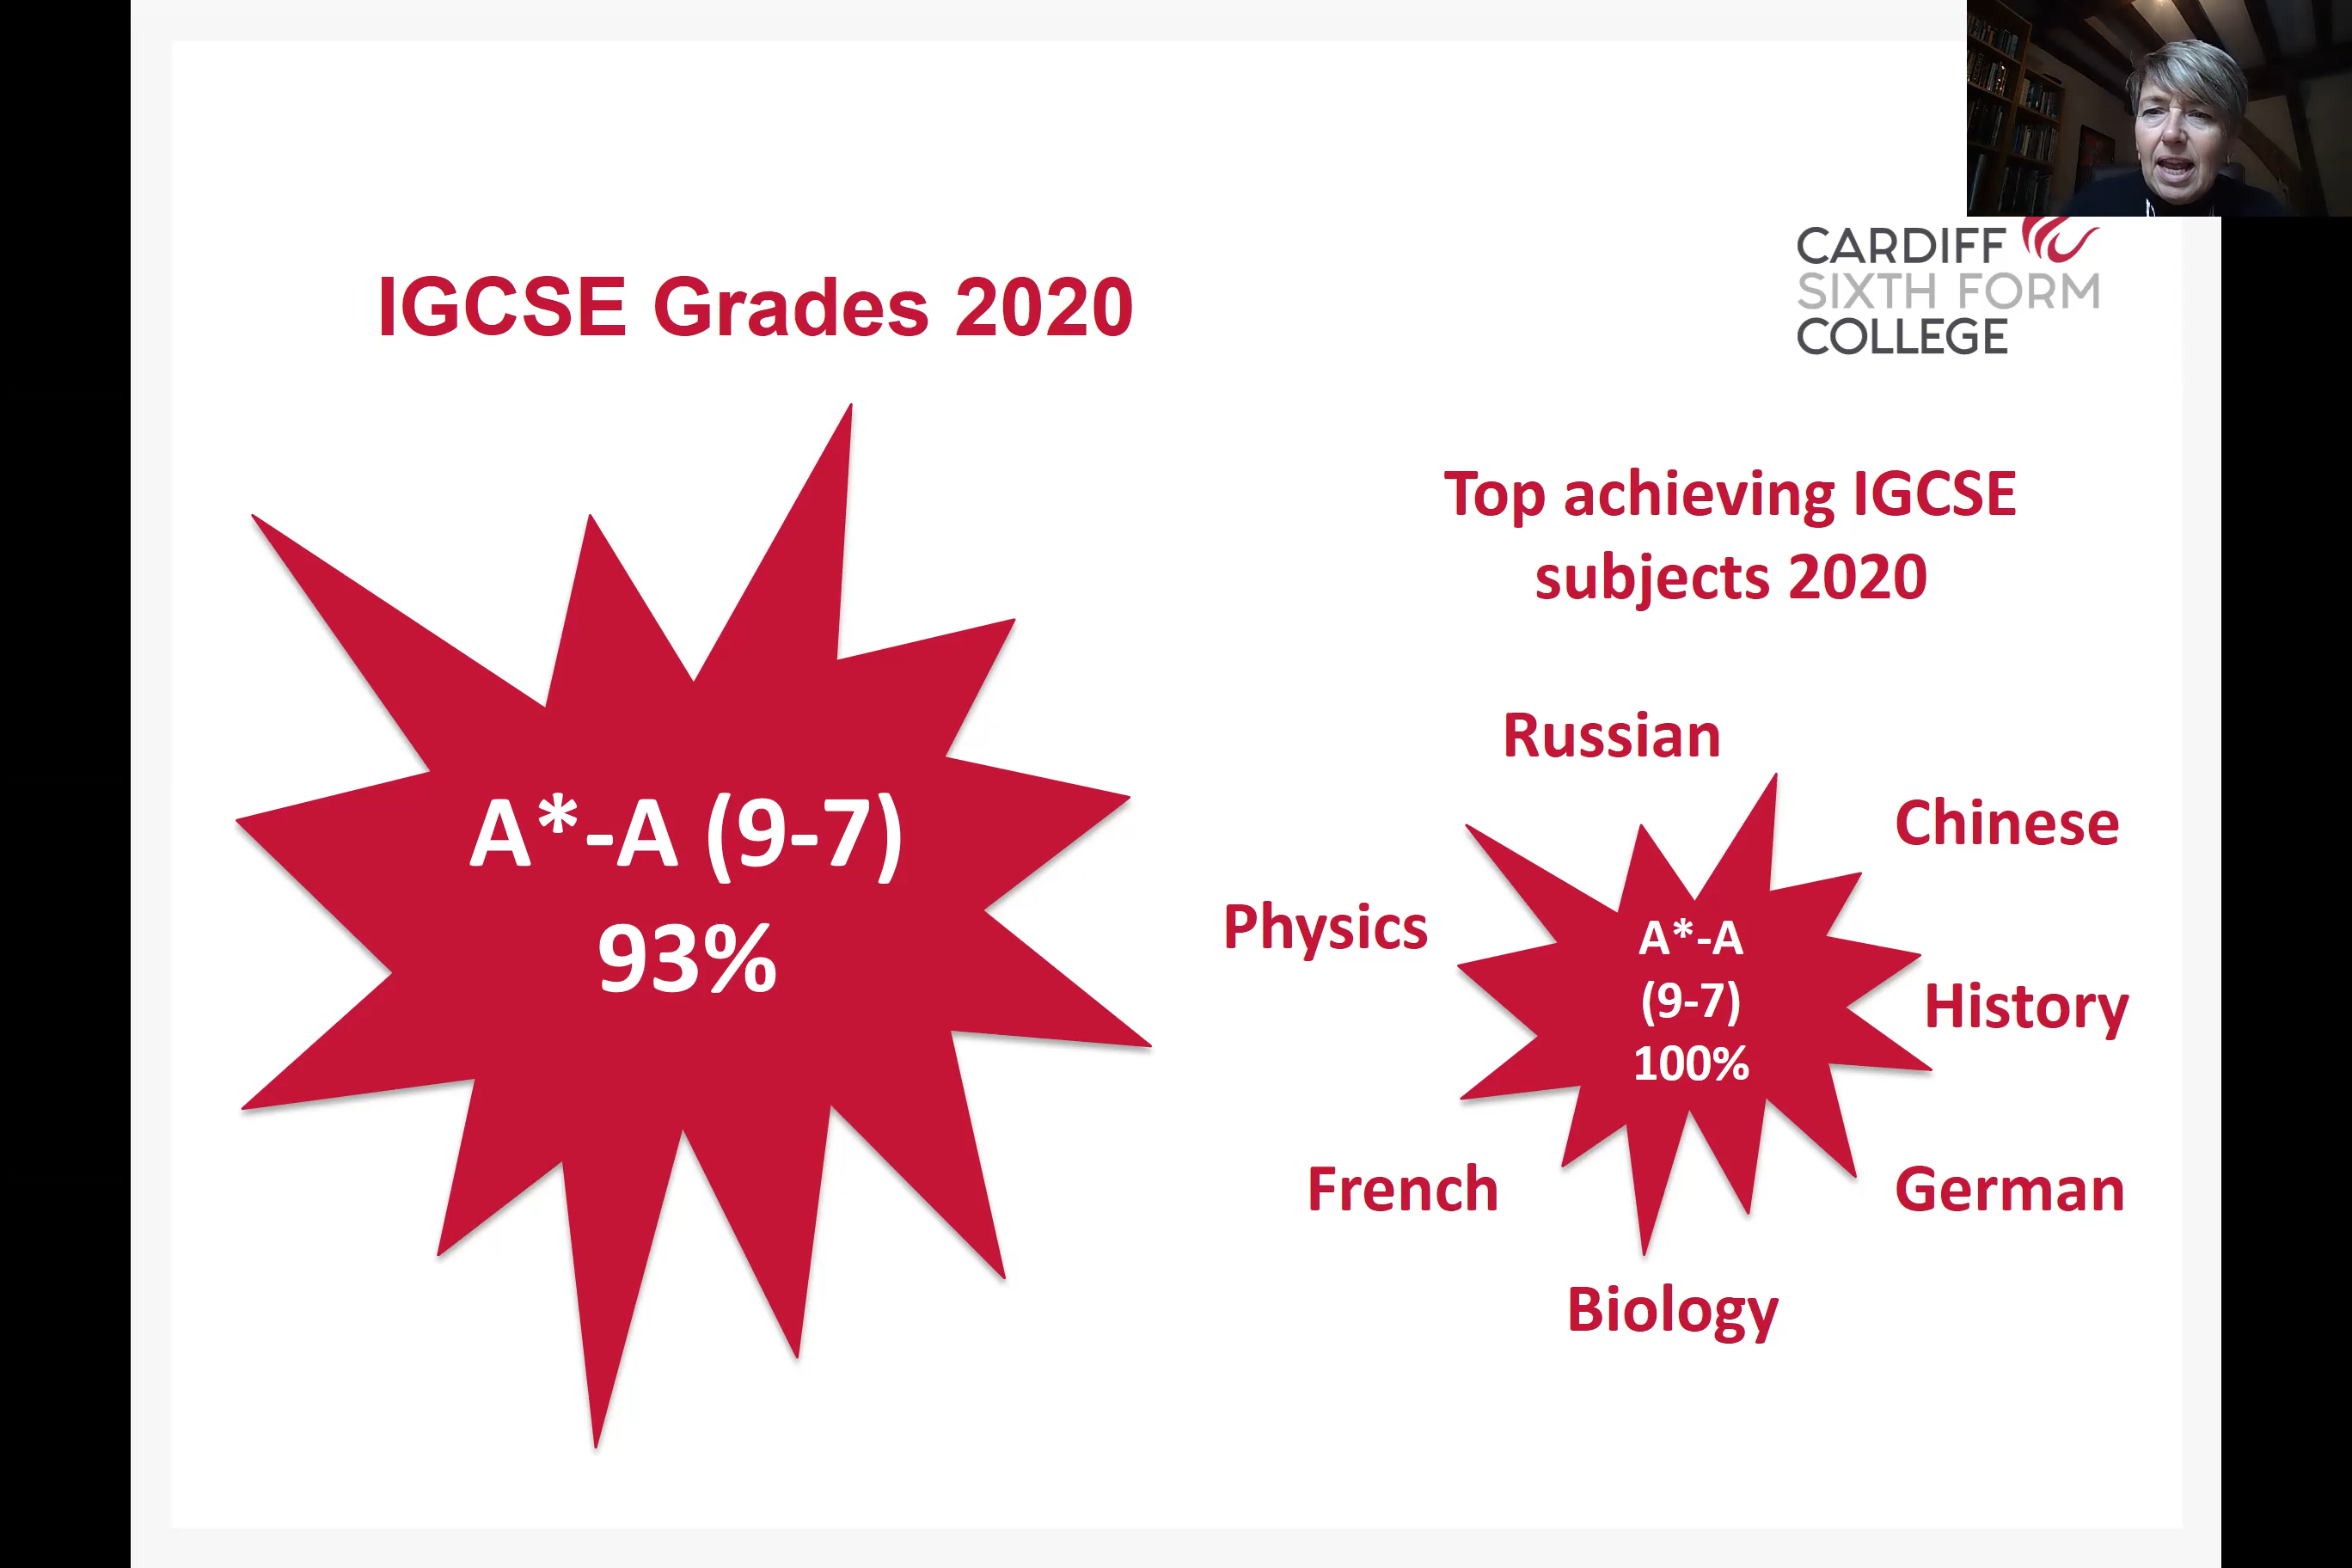 CARDIFF
SIXTH FORM
COLLEGE
IGCSE Grades 2020
A*-A (9-7)
93%
Top achieving IGCSE
subjects 2020
Russian
Chinese
Physics
A*-A
(9-7)
100%
History
French
German
Biology